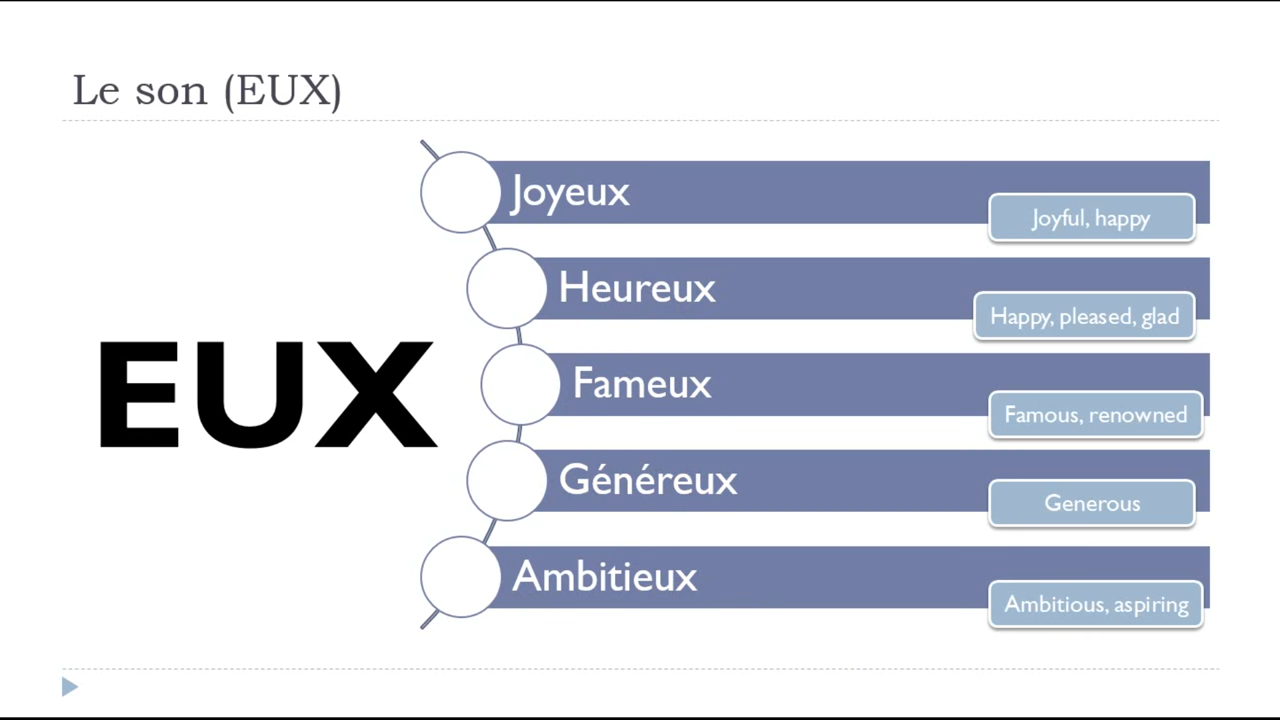 Le son (EUX)
EUX
Joyeux
Joyful, happy
Heureux
Happy, pleased, glad
Fameux
Famous, renowned
Généreux
Generous
Ambitieux
Ambitious, aspiring